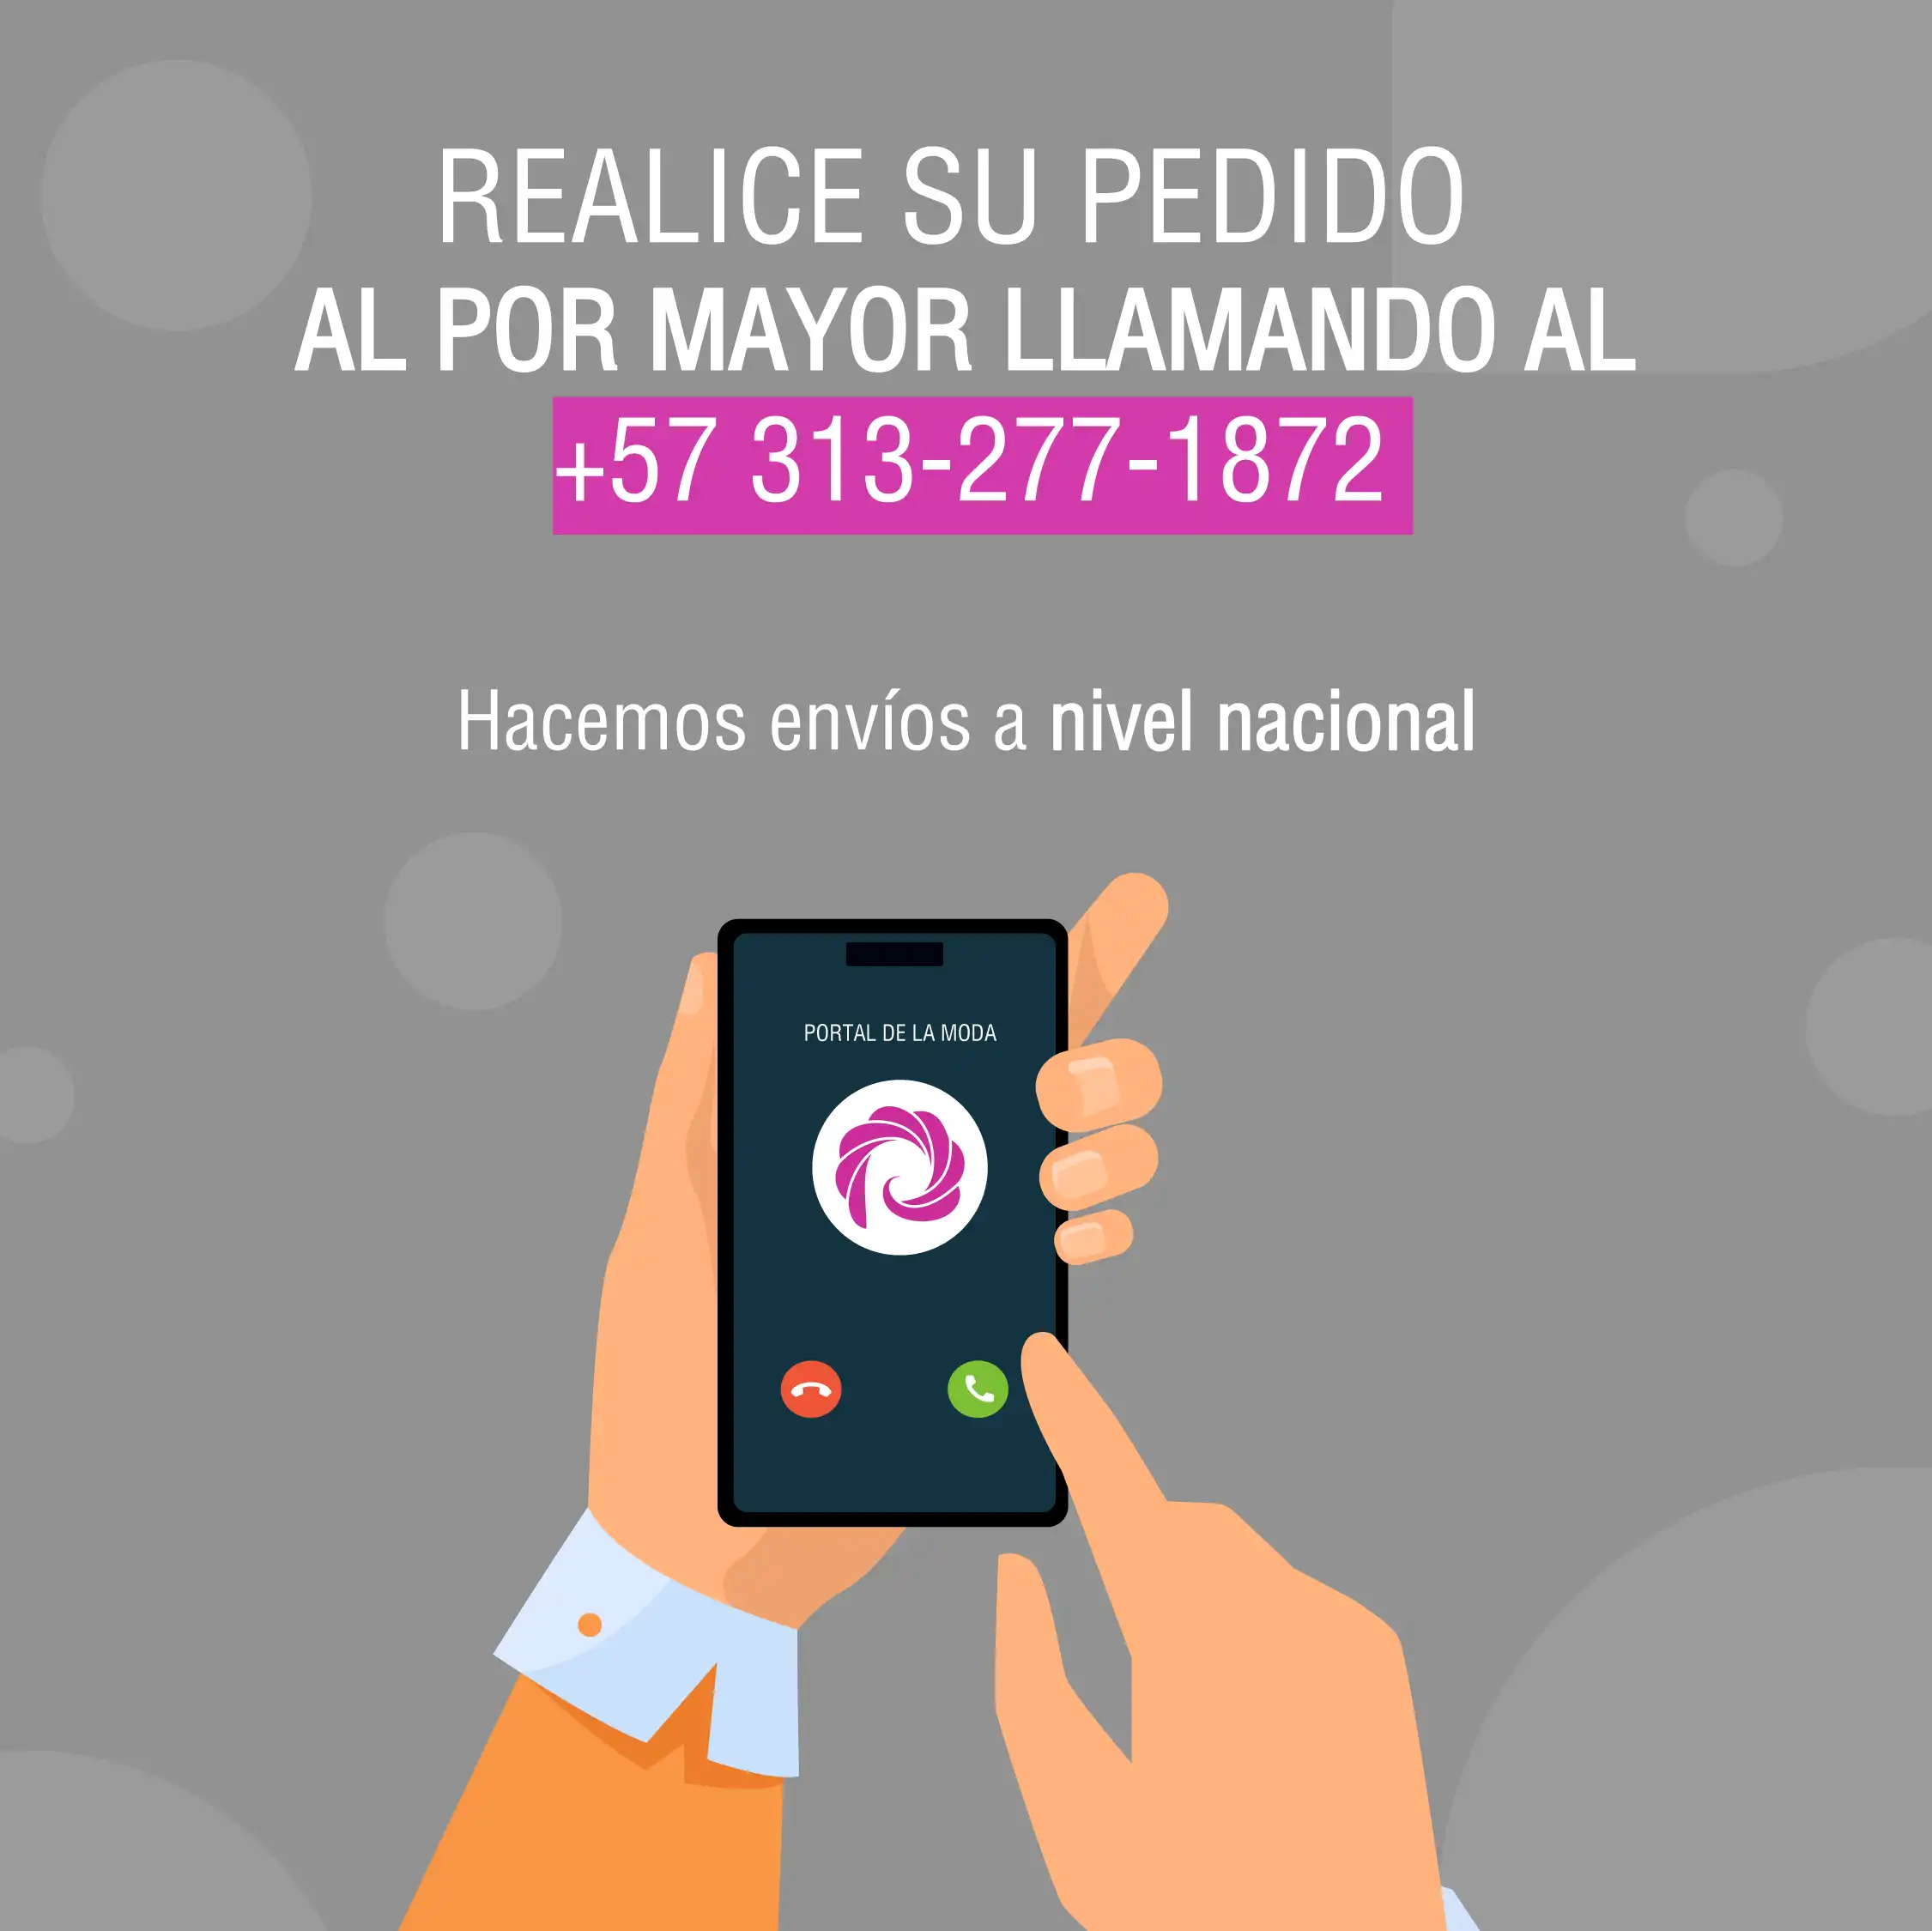 REALICE SU PEDIDO
AL POR MAYOR LLAMANDO AL
+57 313-277-1872
Hacemos envíos a nivel nacional
PORTAL DE LA MODA